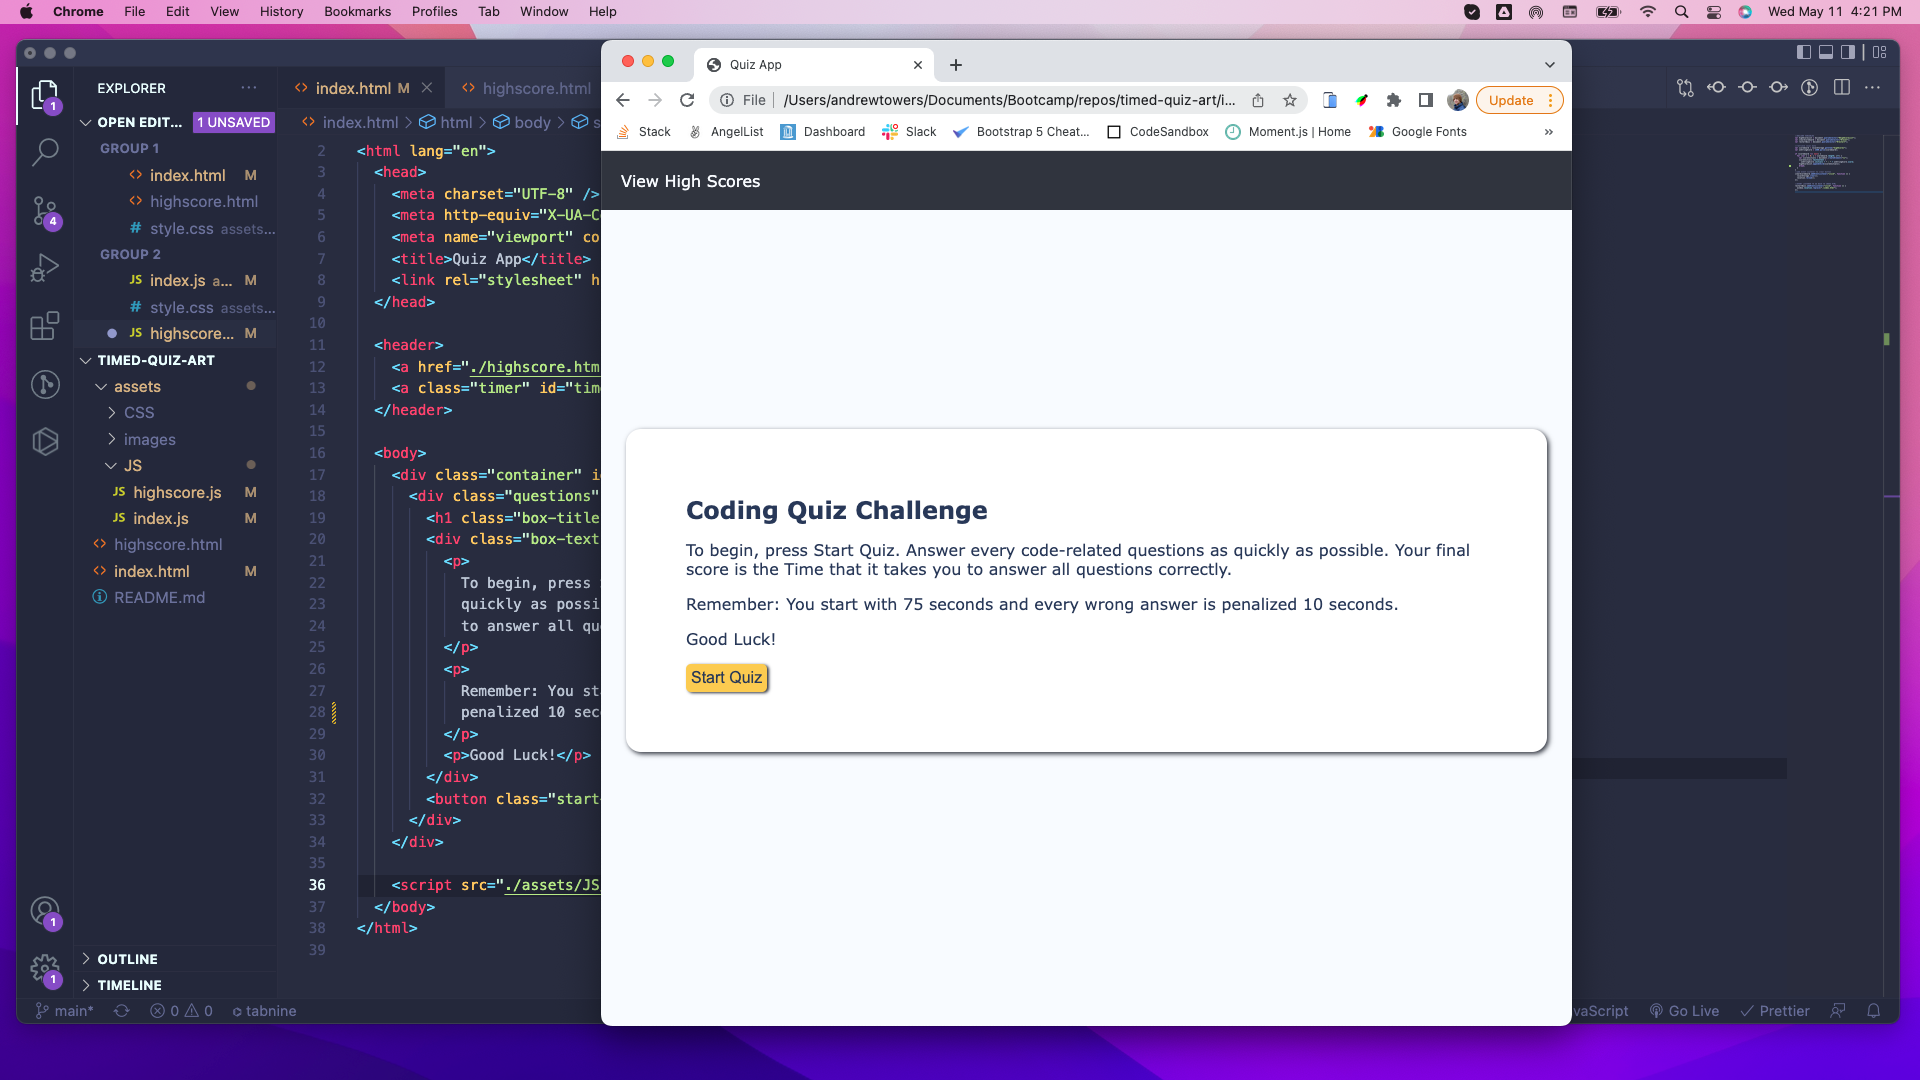 Chrome File Edit View History Bookmarks Profiles Tab Window Help Wed May 11 4:21 PM
EXPLORER
OPEN EDIT... 1 UNSAVED
GROUP 1
index.html M
highscore.html
style.css assets...
GROUP 2
JS index.js a... M
style.css assets...
JS highscore... M
TIMED-QUIZ-ART
assets
CSS
images
JS
JS highscore.js M
JS index.js M
highscore.html
index.html M
README.md
OUTLINE
TIMELINE
main* 0 0 tabnine
1
4
1
1
index.html M highscore.html
index.html > html > body > s
2 <html lang="en">
3 <head>
4 <meta charset="UTF-8" />
5 <meta http-equiv="X-UA-C
6 <meta name="viewport" co
7 <title>Quiz App</title>
8 <link rel="stylesheet" h
9 </head>
10
11 <header>
12 <a href="./highscore.htm
13 <a class="timer" id="tim
14 </header>
15
16 <body>
17 <div class="container" i
18 <div class="questions"
19 <h1 class="box-title
20 <div class="box-text
21 <p>
22 To begin, press
23 quickly as possi
24 to answer all qu
25 </p>
26 <p>
27 Remember: You st
28 penalized 10 sec
29 </p>
30 <p>Good Luck!</p>
31 </div>
32 <button class="start
33 </div>
34 </div>
35
36 <script src="./assets/JS
37 </body>
38 </html>
39
Quiz App
File /Users/andrewtowers/Documents/Bootcamp/repos/timed-quiz-art/i... Update
Stack AngelList Dashboard Slack Bootstrap 5 Cheat... CodeSandbox Moment.js | Home Google Fonts »
View High Scores
Coding Quiz Challenge
To begin, press Start Quiz. Answer every code-related questions as quickly as possible. Your final
score is the Time that it takes you to answer all questions correctly.
Remember: You start with 75 seconds and every wrong answer is penalized 10 seconds.
Good Luck!
Start Quiz
vaScript Go Live Prettier